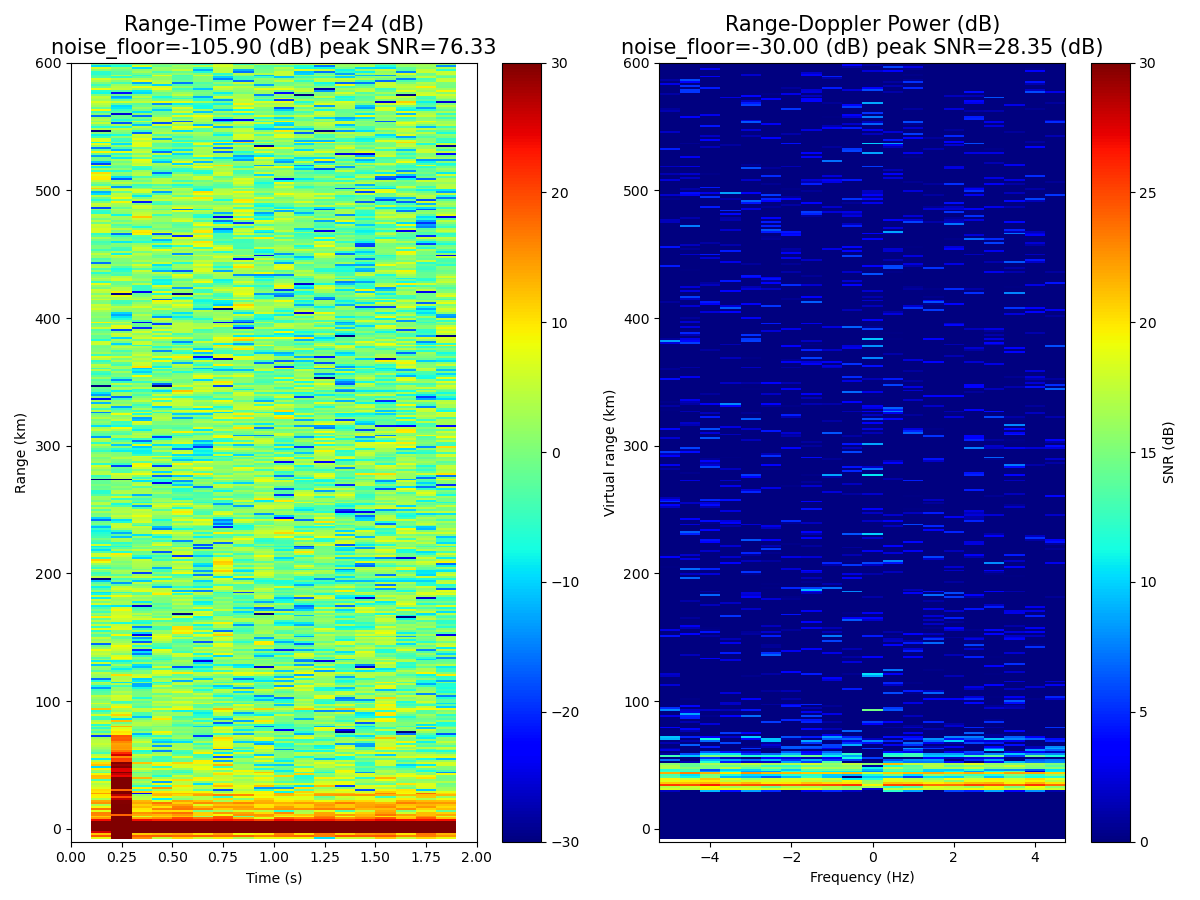 Range-Time Power f=24 (dB)
noise_floor=-105.90 (dB) peak SNR=76.33
600
500
400
300
200
100
0
Range (km)
0.00 0.25 0.50 0.75 1.00 1.25 1.50 1.75 2.00
Time (s)
30
20
10
0
−10
−20
−30
Range-Doppler Power (dB)
noise_floor=-30.00 (dB) peak SNR=28.35 (dB)
600
500
400
300
200
100
0
Virtual range (km)
−4 −2 0 2 4
Frequency (Hz)
30
25
20
15
10
5
0
SNR (dB)